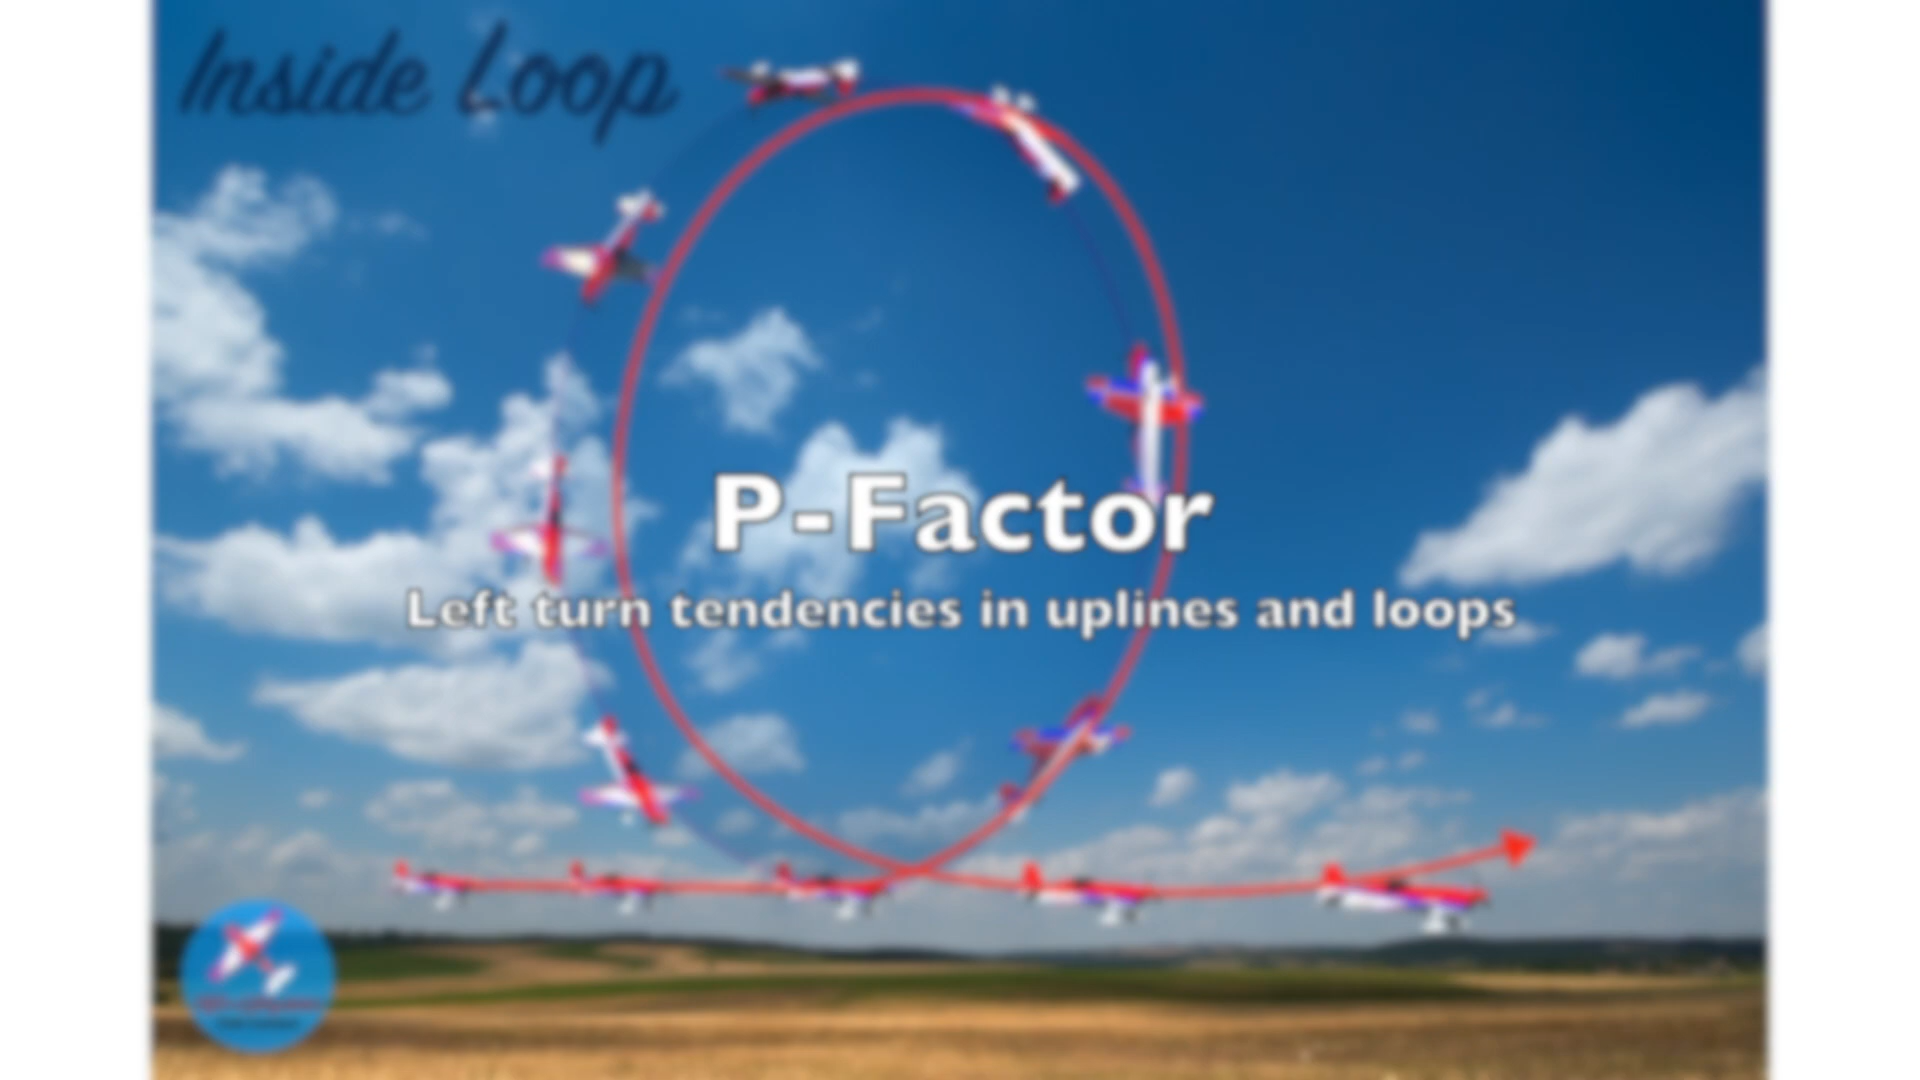 Inside Loop
P-Factor
Left turn tendencies in uplines and loops